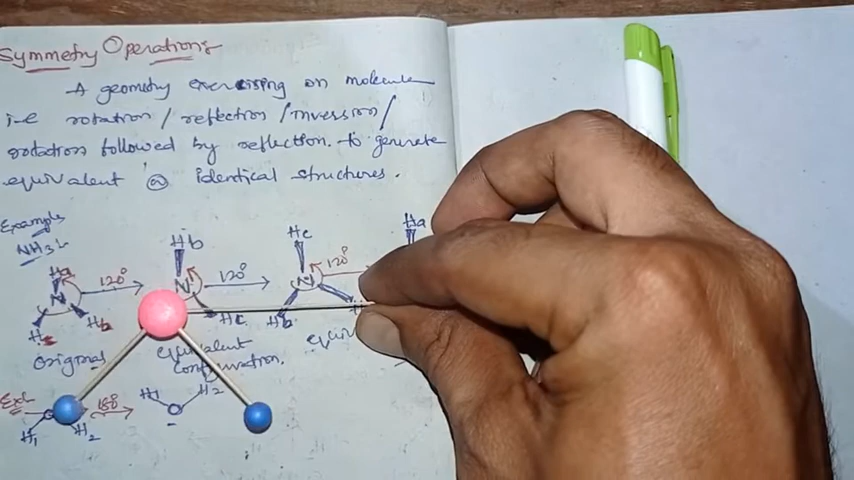 Symmetry Operations
A geometry exercising on molecule
i-e rotation/reflection/inversion/
rotation followed by reflection. to generate
equivalent @ identical structures.
Example
NH3
Ha Hb Hc Ha
120° 120° 120°
N N N
Hc Hb Hc Hb
Original equivalent
configuration.
Ex 180°
H1 H2
H1 H2